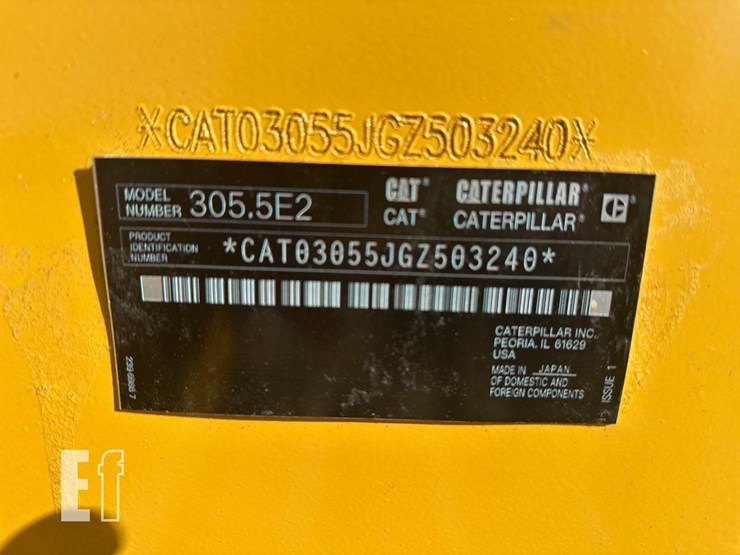 *CAT03055JGZ503240*
MODEL NUMBER 305.5E2
CAT® CATERPILLAR®
CAT® CATERPILLAR®
PRODUCT IDENTIFICATION NUMBER *CAT03055JGZ503240*
CATERPILLAR INC.
PEORIA, IL 61629
USA
MADE IN JAPAN
OF DOMESTIC AND
FOREIGN COMPONENTS
ISSUE 1
Ef